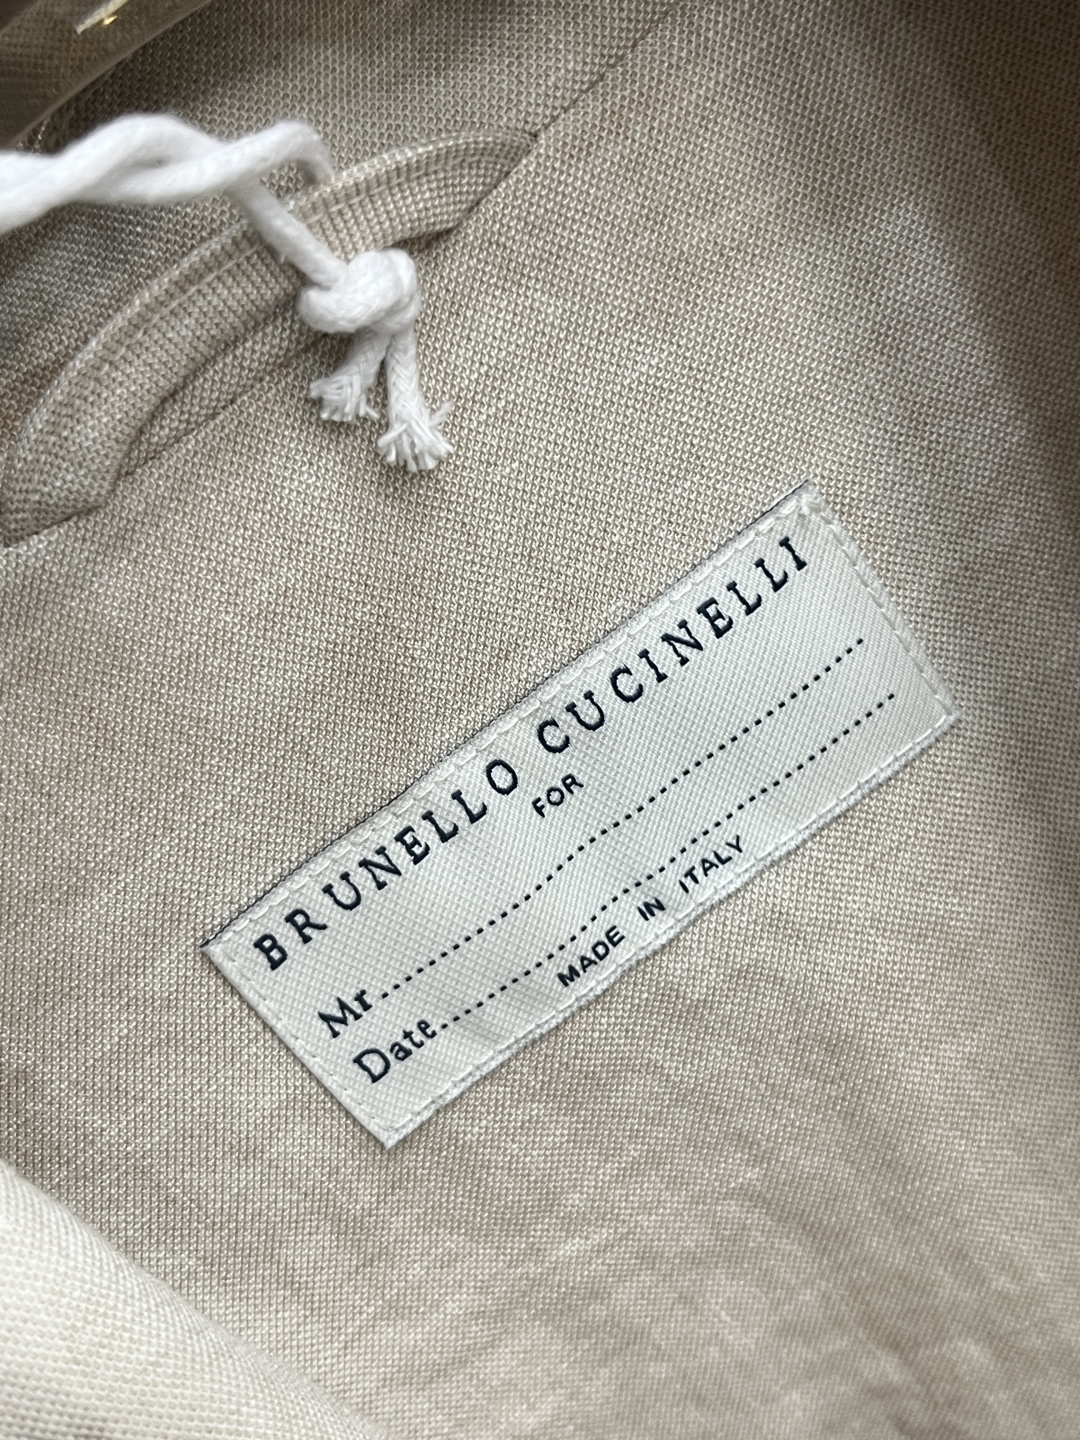 BRUNELLO CUCINELLI
FOR
Mr..............................................
Date..............................................
MADE IN ITALY